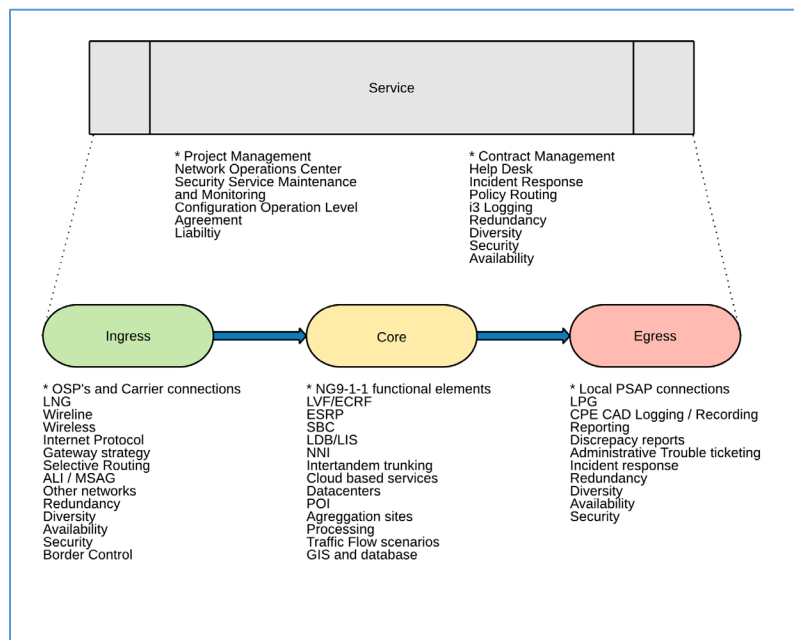 Service
* Project Management
Network Operations Center
Security Service Maintenance
and Monitoring
Configuration Operation Level
Agreement
Liabiltiy
* Contract Management
Help Desk
Incident Response
Policy Routing
i3 Logging
Redundancy
Diversity
Security
Availability
Ingress
Core
Egress
* OSP's and Carrier connections
LNG
Wireline
Wireless
Internet Protocol
Gateway strategy
Selective Routing
ALI / MSAG
Other networks
Redundancy
Diversity
Availability
Security
Border Control
* NG9-1-1 functional elements
LVF/ECRF
ESRP
SBC
LDB/LIS
NNI
Intertandem trunking
Cloud based services
Datacenters
POI
Agreggation sites
Processing
Traffic Flow scenarios
GIS and database
* Local PSAP connections
LPG
CPE CAD Logging / Recording
Reporting
Discrepacy reports
Administrative Trouble ticketing
Incident response
Redundancy
Diversity
Availability
Security